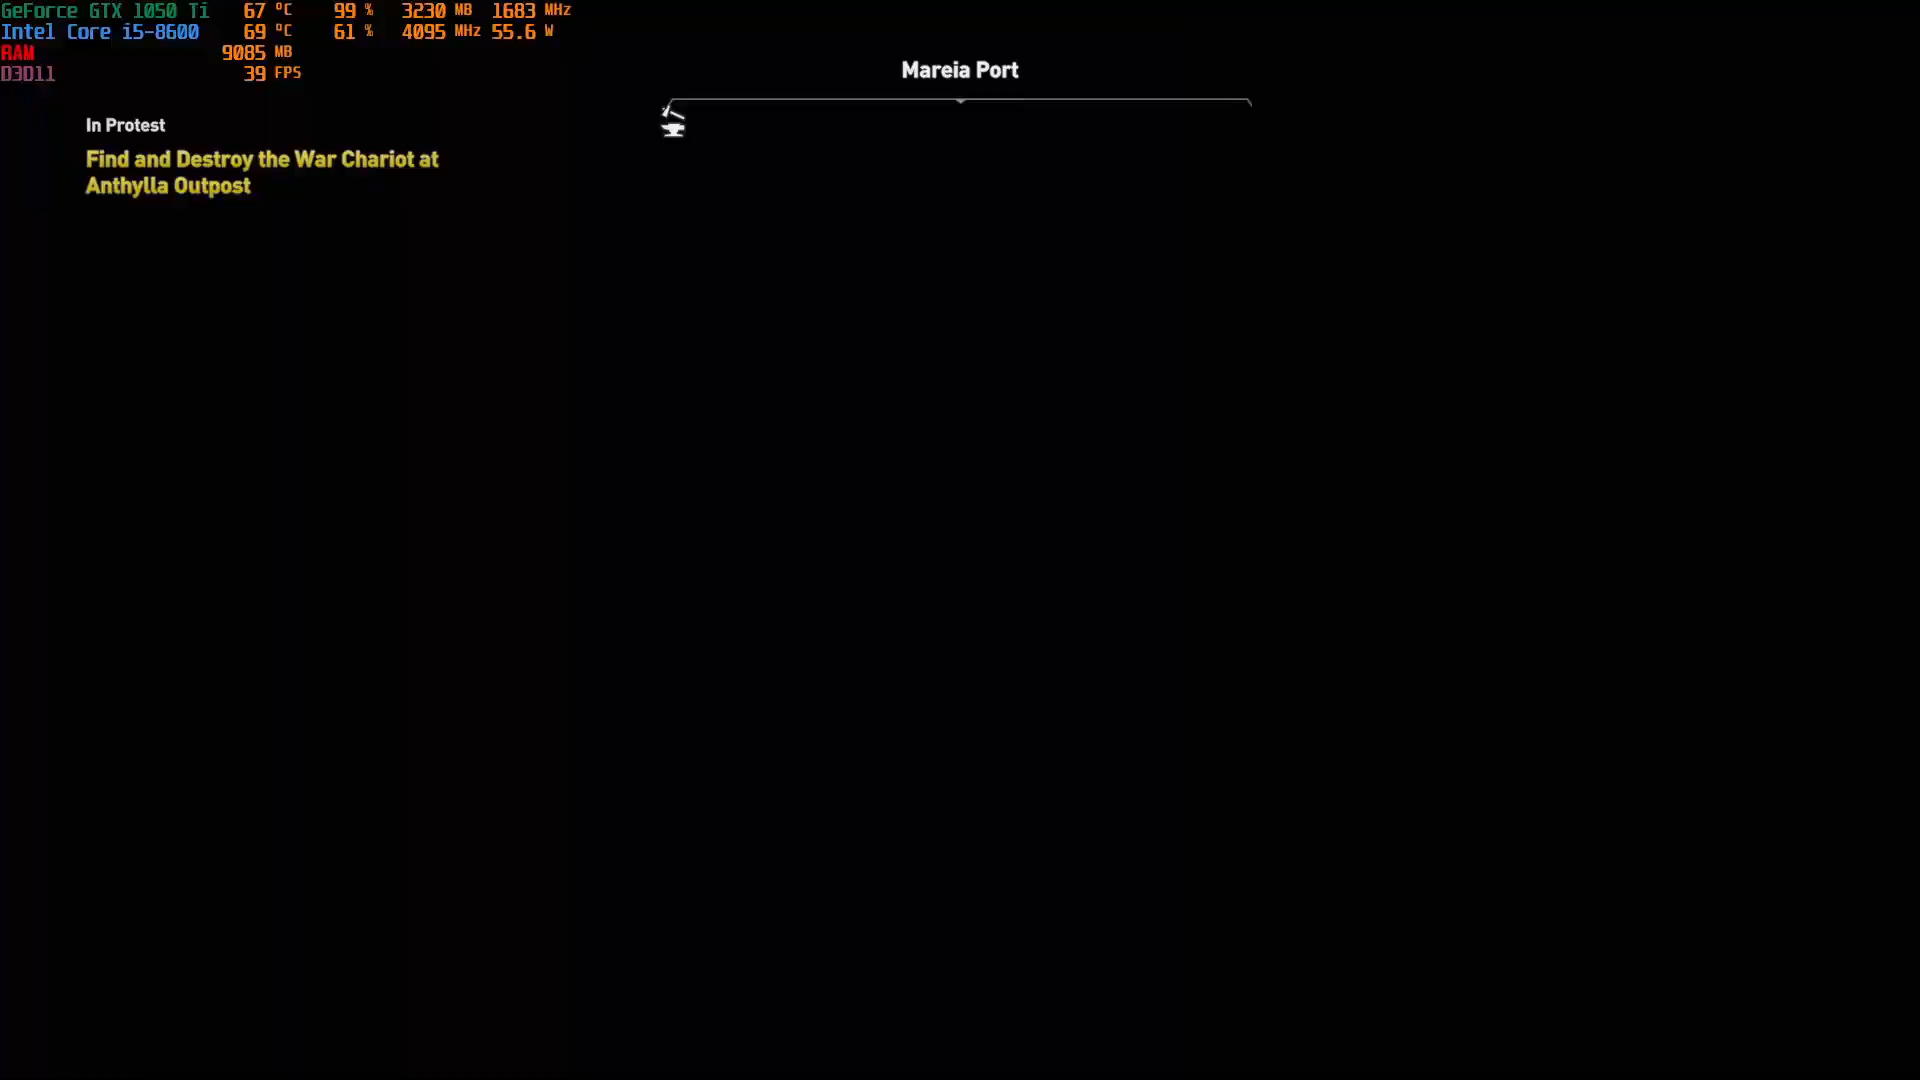 GeForce GTX 1050 Ti 67 °C 99 % 3230 MB 1683 MHz
Intel Core i5-8600 69 °C 61 % 4095 MHz 55.6 W
RAM 9085 MB
D3D11 39 FPS
Mareia Port
In Protest
Find and Destroy the War Chariot at
Anthylla Outpost